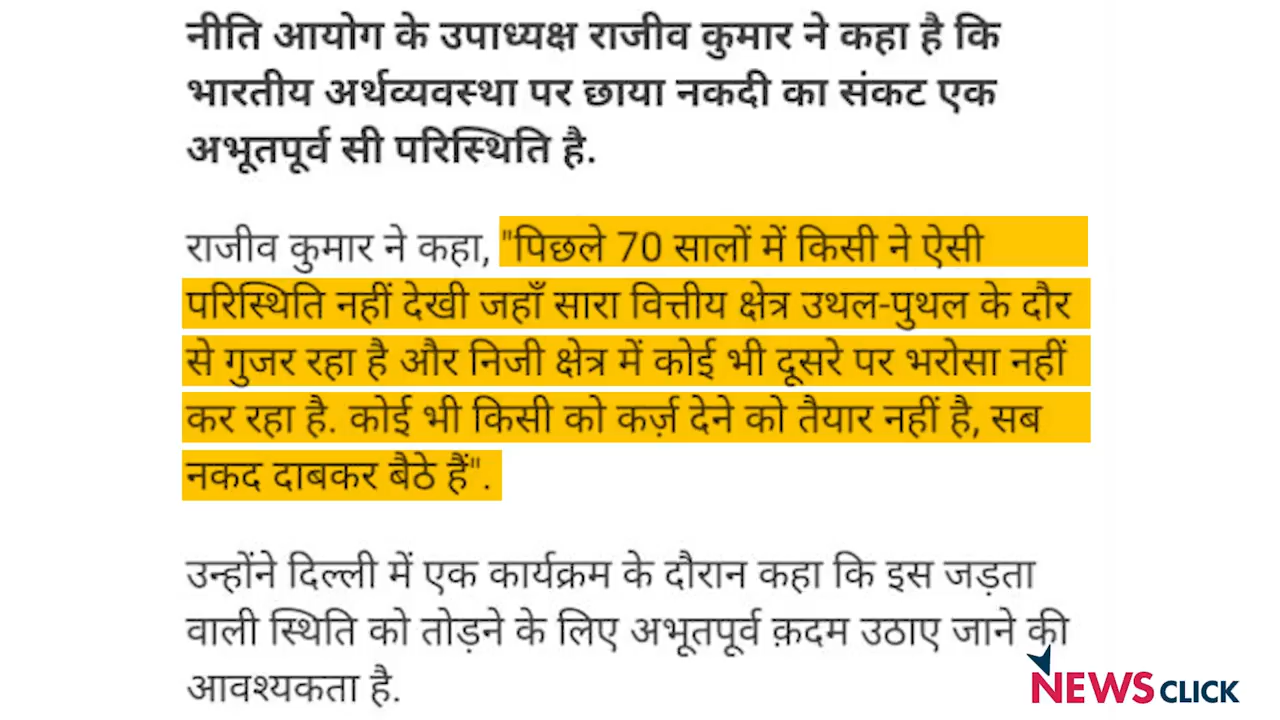 नीति आयोग के उपाध्यक्ष राजीव कुमार ने कहा है कि
भारतीय अर्थव्यवस्था पर छाया नकदी का संकट एक
अभूतपूर्व सी परिस्थिति है.
राजीव कुमार ने कहा, "पिछले 70 सालों में किसी ने ऐसी
परिस्थिति नहीं देखी जहाँ सारा वित्तीय क्षेत्र उथल-पुथल के दौर
से गुजर रहा है और निजी क्षेत्र में कोई भी दूसरे पर भरोसा नहीं
कर रहा है. कोई भी किसी को कर्ज़ देने को तैयार नहीं है, सब
नकद दाबकर बैठे हैं".
उन्होंने दिल्ली में एक कार्यक्रम के दौरान कहा कि इस जड़ता
वाली स्थिति को तोड़ने के लिए अभूतपूर्व क़दम उठाए जाने की
आवश्यकता है.
NEWS CLICK